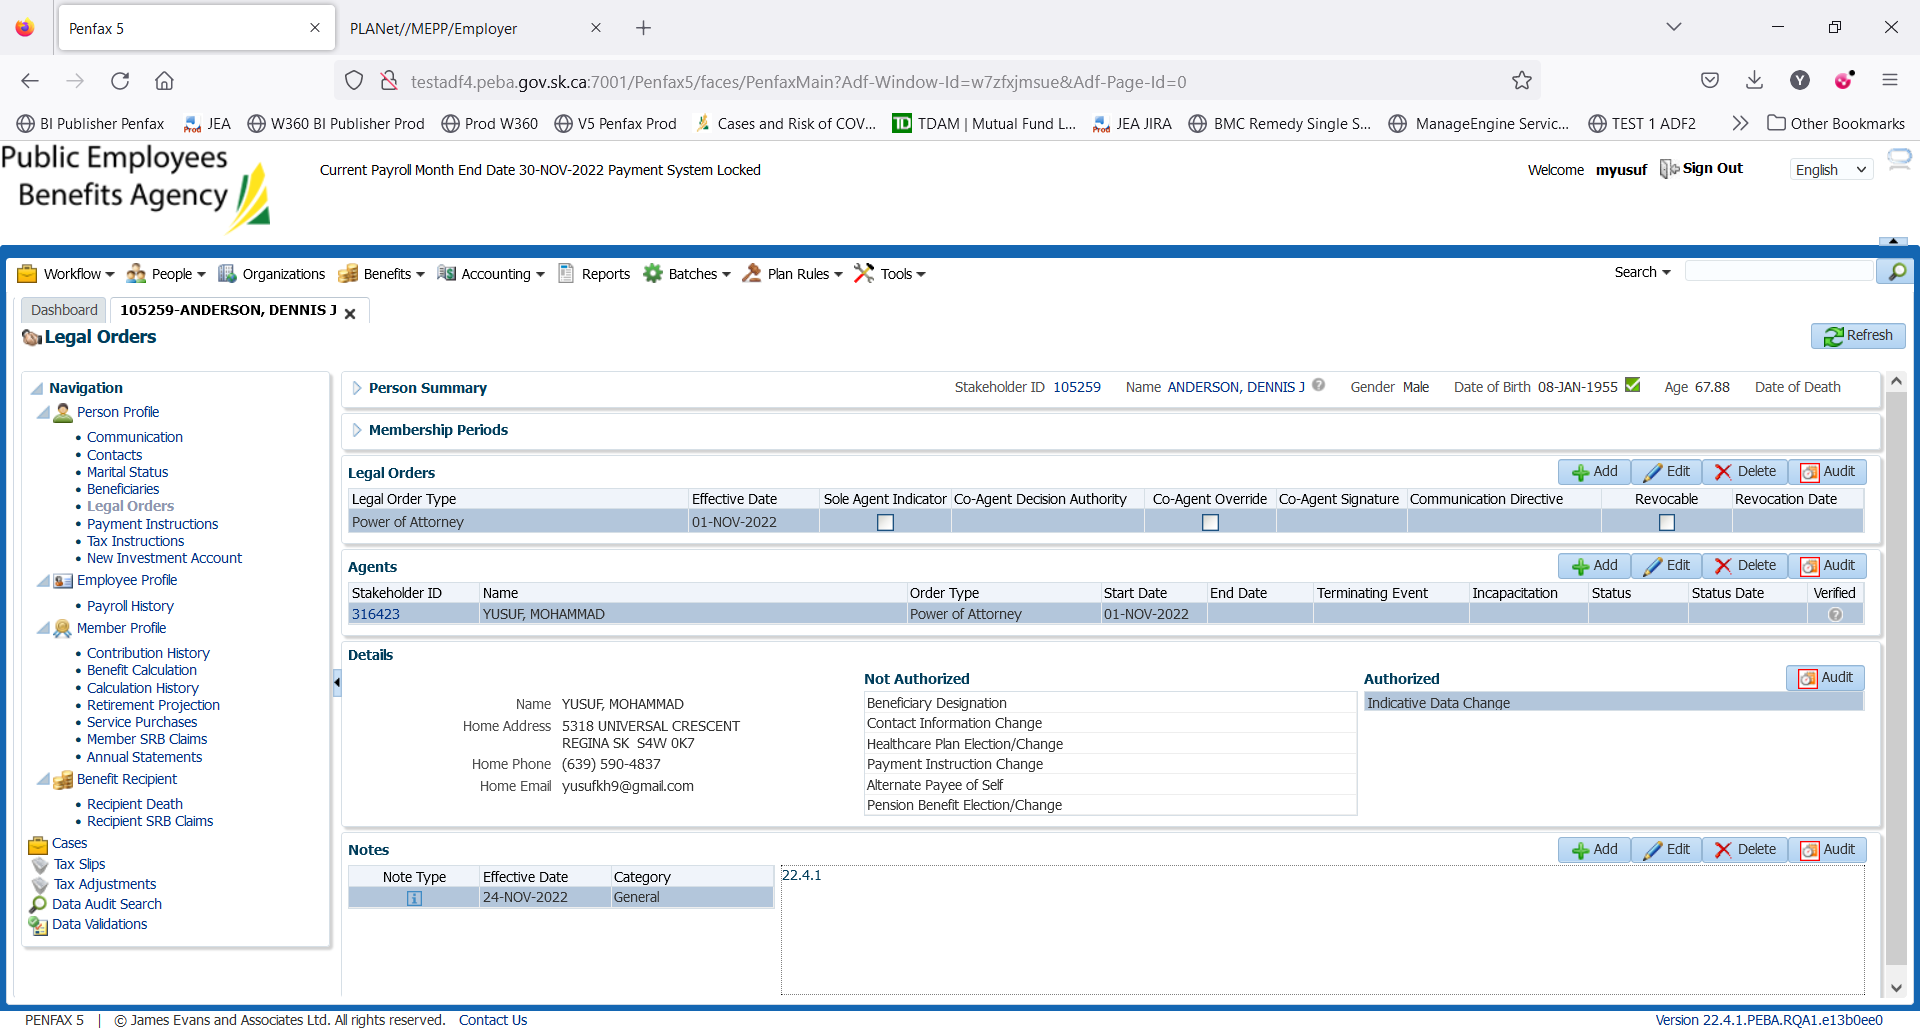 Penfax 5
PLANet//MEPP/Employer
testadf4.peba.gov.sk.ca:7001/Penfax5/faces/PenfaxMain?Adf-Window-Id=w7zfxjmsue&Adf-Page-Id=0
Y
BI Publisher Penfax
JEA
W360 BI Publisher Prod
Prod W360
V5 Penfax Prod
Cases and Risk of COV...
TDAM | Mutual Fund L...
JEA JIRA
BMC Remedy Single S...
ManageEngine Servic...
TEST 1 ADF2
Other Bookmarks
Public Employees
Benefits Agency
Current Payroll Month End Date 30-NOV-2022 Payment System Locked
Welcome myusuf Sign Out English
Workflow People Organizations Benefits Accounting Reports Batches Plan Rules Tools Search
Dashboard 105259-ANDERSON, DENNIS J
Legal Orders
Refresh
Navigation
Person Profile
Communication
Contacts
Marital Status
Beneficiaries
Legal Orders
Payment Instructions
Tax Instructions
New Investment Account
Employee Profile
Payroll History
Member Profile
Contribution History
Benefit Calculation
Calculation History
Retirement Projection
Service Purchases
Member SRB Claims
Annual Statements
Benefit Recipient
Recipient Death
Recipient SRB Claims
Cases
Tax Slips
Tax Adjustments
Data Audit Search
Data Validations
Person Summary Stakeholder ID 105259 Name ANDERSON, DENNIS J Gender Male Date of Birth 08-JAN-1955 Age 67.88 Date of Death
Membership Periods
Legal Orders Add Edit Delete Audit
Legal Order Type Effective Date Sole Agent Indicator Co-Agent Decision Authority Co-Agent Override Co-Agent Signature Communication Directive Revocable Revocation Date
Power of Attorney 01-NOV-2022
Agents Add Edit Delete Audit
Stakeholder ID Name Order Type Start Date End Date Terminating Event Incapacitation Status Status Date Verified
316423 YUSUF, MOHAMMAD Power of Attorney 01-NOV-2022
Details
Name YUSUF, MOHAMMAD
Home Address 5318 UNIVERSAL CRESCENT
REGINA SK S4W 0K7
Home Phone (639) 590-4837
Home Email yusufkh9@gmail.com
Not Authorized
Beneficiary Designation
Contact Information Change
Healthcare Plan Election/Change
Payment Instruction Change
Alternate Payee of Self
Pension Benefit Election/Change
Authorized Audit
Indicative Data Change
Notes Add Edit Delete Audit
Note Type Effective Date Category
24-NOV-2022 General
22.4.1
PENFAX 5 | © James Evans and Associates Ltd. All rights reserved. Contact Us
Version 22.4.1.PEBA.RQA1.e13b0ee0